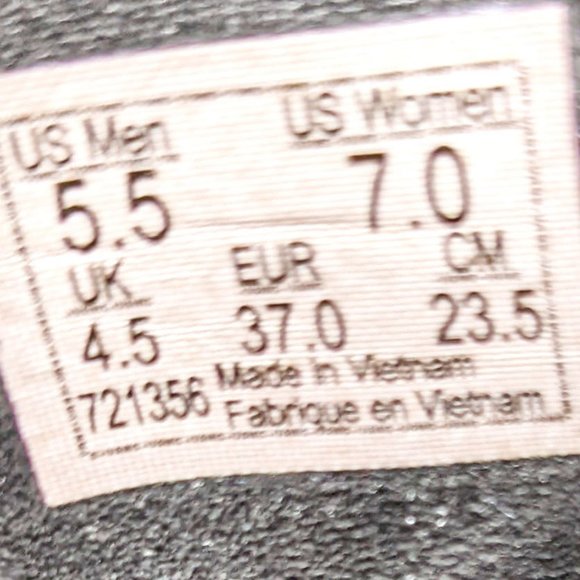 US Men US Women
5.5 7.0
UK EUR CM
4.5 37.0 23.5
721356 Made in Vietnam
Fabrique en Vietnam